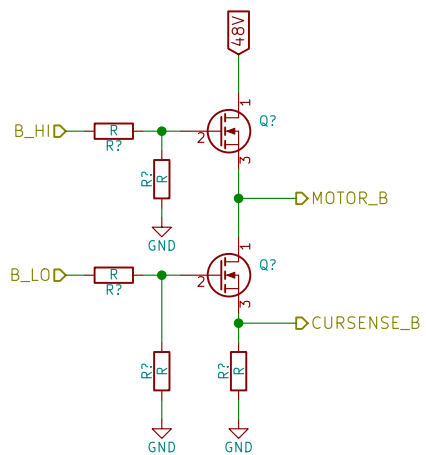 48V
1
Q?
B_HI
R
2
R?
3
R?
R
GND
MOTOR_B
1
Q?
B_LO
R
2
R?
3
CURSENSE_B
R?
R
R?
R
GND
GND